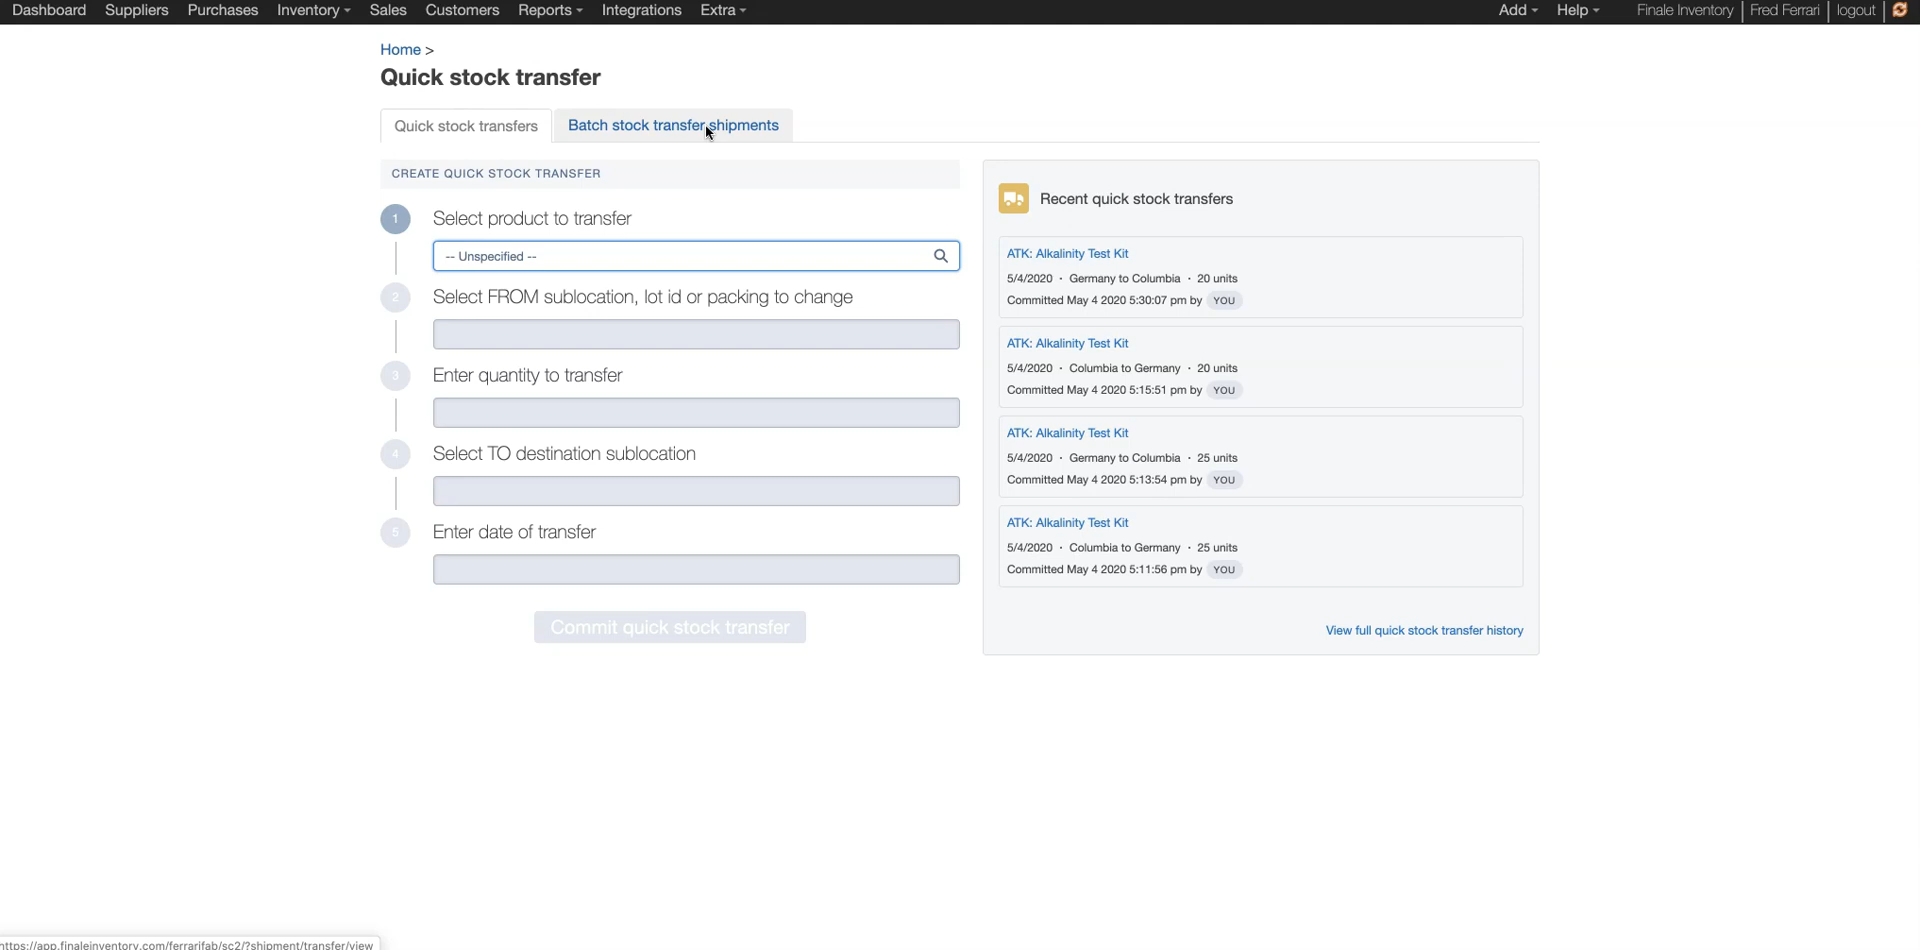 Dashboard Suppliers Purchases Inventory Sales Customers Reports Integrations Extra Add Help Finale Inventory Fred Ferrari logout
Home >
Quick stock transfer
Quick stock transfers Batch stock transfer shipments
CREATE QUICK STOCK TRANSFER
1 Select product to transfer
-- Unspecified --
2 Select FROM sublocation, lot id or packing to change
3 Enter quantity to transfer
4 Select TO destination sublocation
5 Enter date of transfer
Commit quick stock transfer
Recent quick stock transfers
ATK: Alkalinity Test Kit
5/4/2020 · Germany to Columbia · 20 units
Committed May 4 2020 5:30:07 pm by YOU
ATK: Alkalinity Test Kit
5/4/2020 · Columbia to Germany · 20 units
Committed May 4 2020 5:15:51 pm by YOU
ATK: Alkalinity Test Kit
5/4/2020 · Germany to Columbia · 25 units
Committed May 4 2020 5:13:54 pm by YOU
ATK: Alkalinity Test Kit
5/4/2020 · Columbia to Germany · 25 units
Committed May 4 2020 5:11:56 pm by YOU
View full quick stock transfer history
https://app.finaleinventory.com/ferrarifab/sc2/?shipment/transfer/view